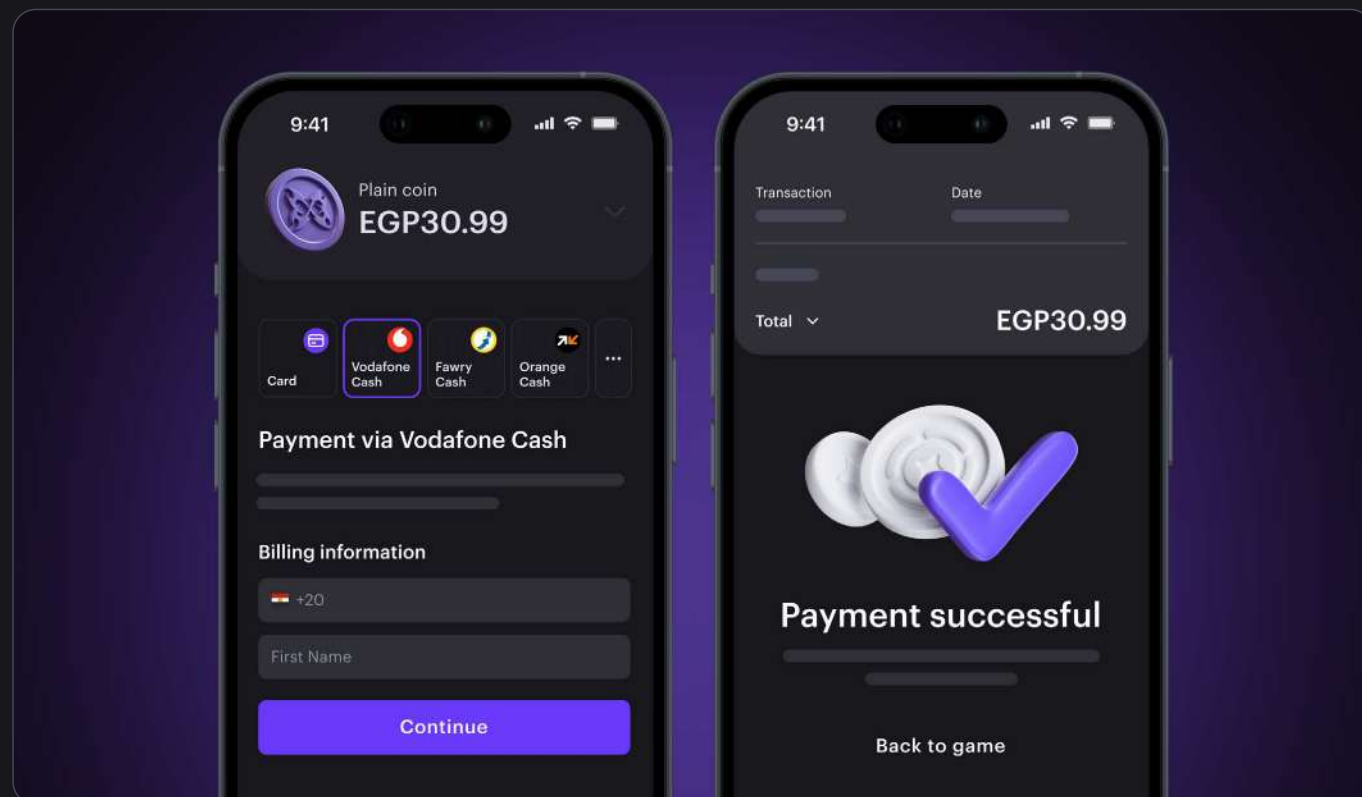 9:41
Plain coin
EGP30.99
Card
Vodafone
Cash
Fawry
Cash
Orange
Cash
...
Payment via Vodafone Cash
Billing information
+20
First Name
Continue
9:41
Transaction
Date
Total
EGP30.99
Payment successful
Back to game